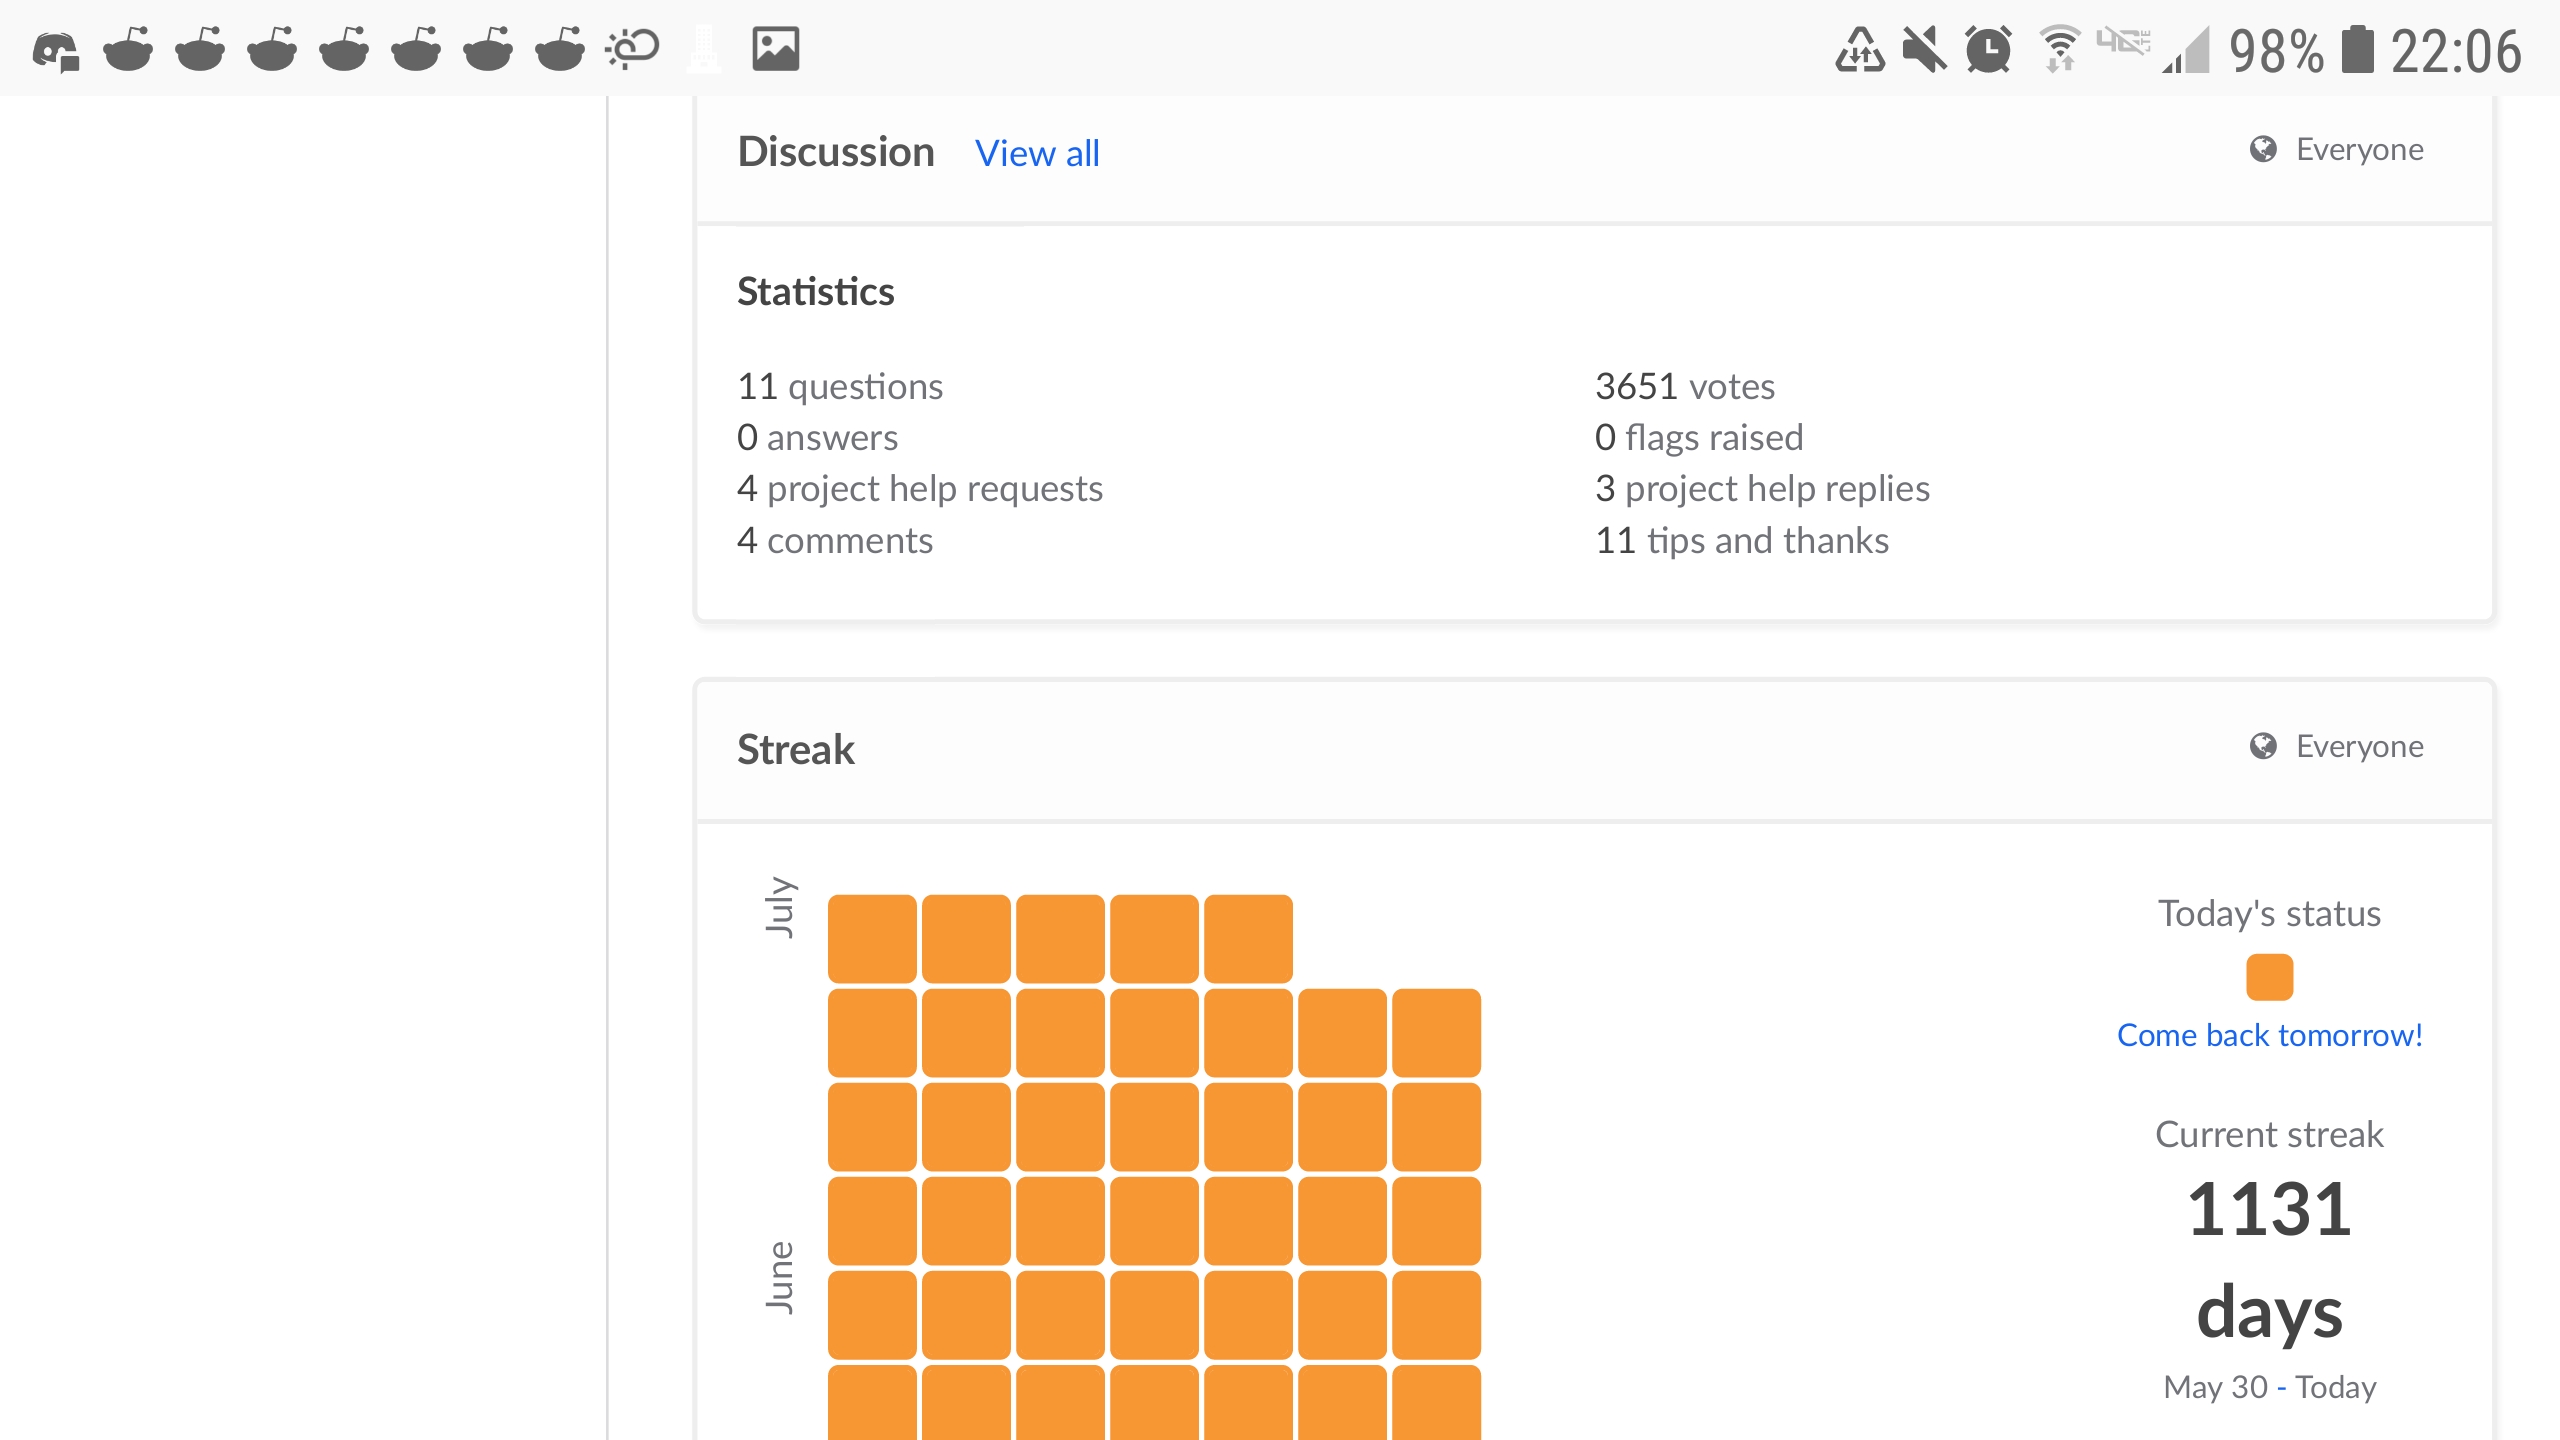 98% 22:06
Discussion View all Everyone
Statistics
11 questions
0 answers
4 project help requests
4 comments
3651 votes
0 flags raised
3 project help replies
11 tips and thanks
Streak Everyone
July
June
Today's status
Come back tomorrow!
Current streak
1131
days
May 30 - Today